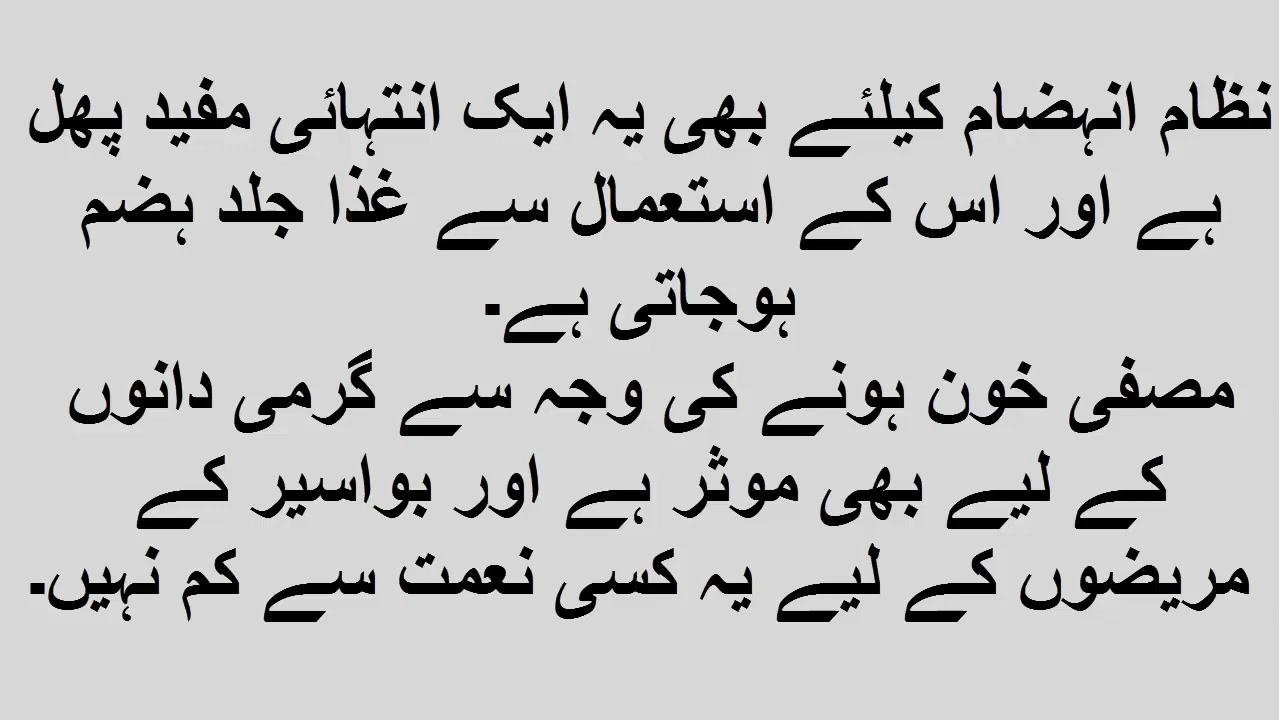 نظام انہضام کیلئے بھی یہ ایک انتہائی مفید پھل
ہے اور اس کے استعمال سے غذا جلد ہضم
ہوجاتی ہے۔
مصفی خون ہونے کی وجہ سے گرمی دانوں
کے لیے بھی موثر ہے اور بواسیر کے
مریضوں کے لیے یہ کسی نعمت سے کم نہیں۔